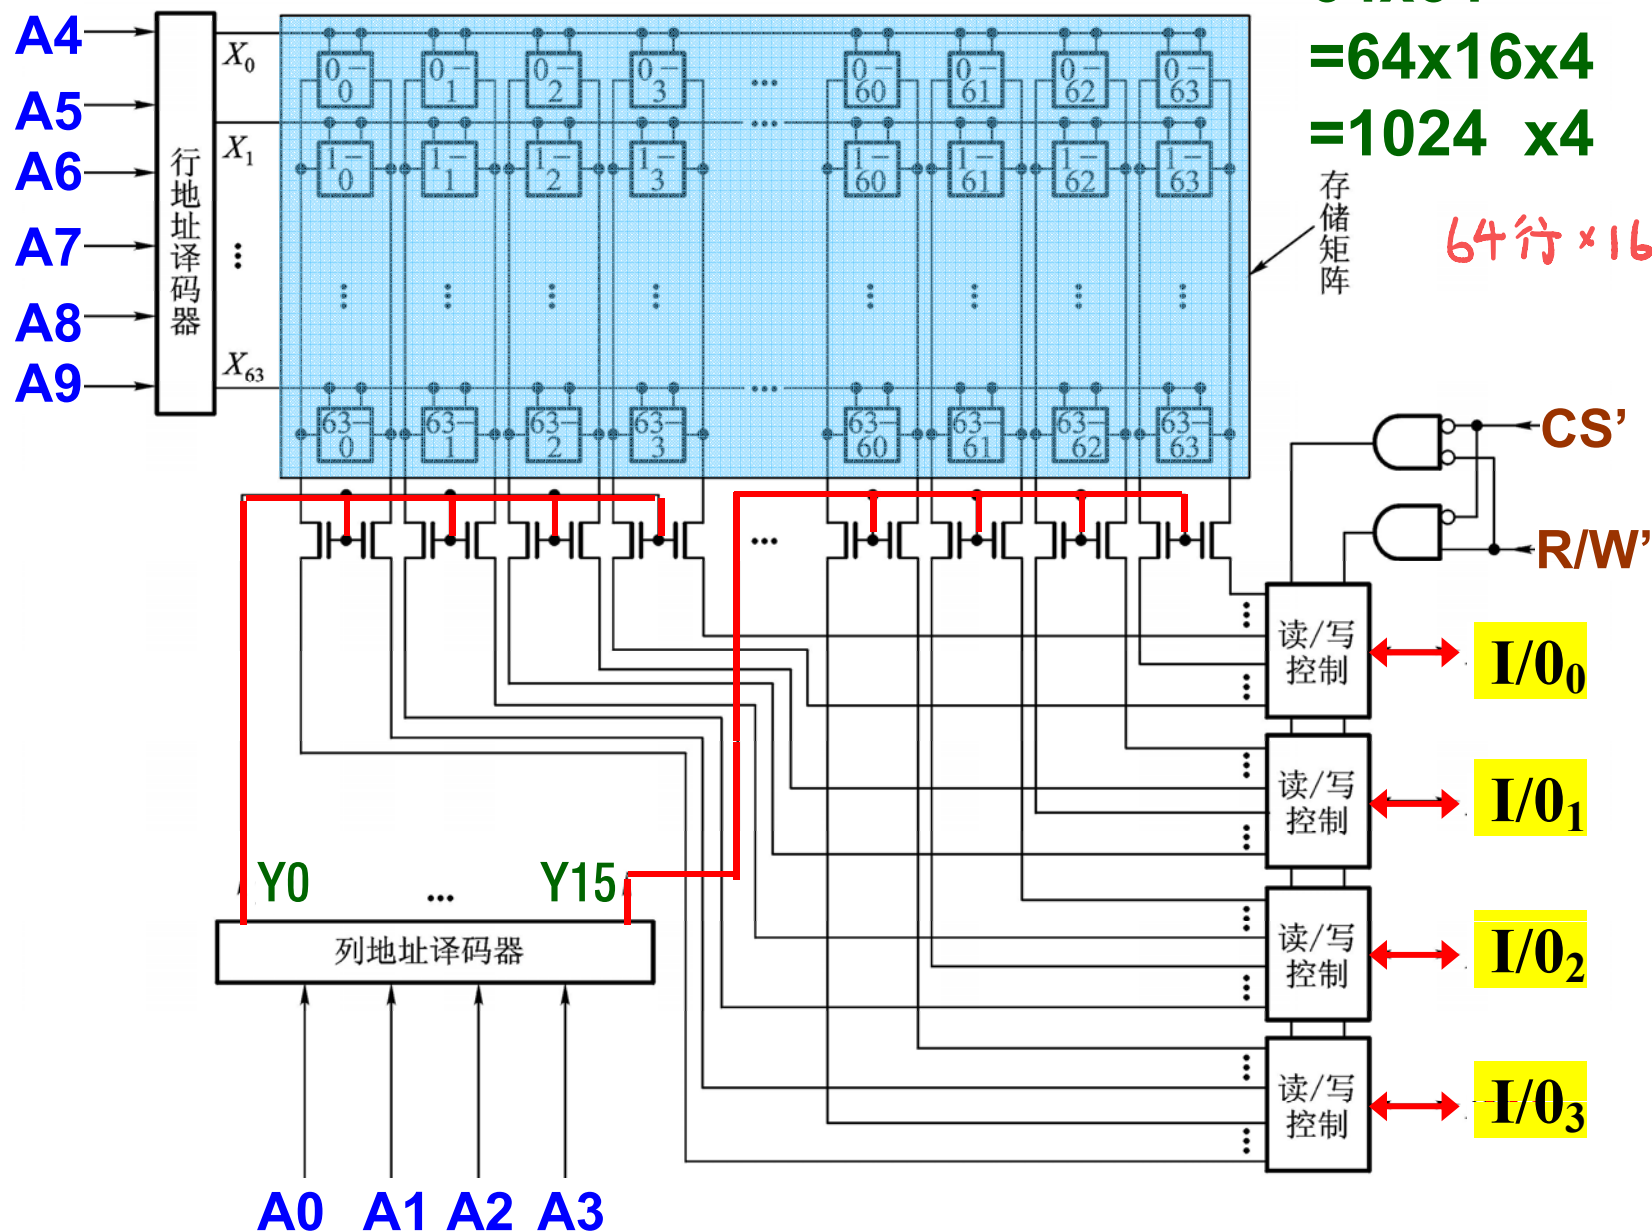 =64x16x4
=1024 x4
64行×16
存储矩阵
A4
A5
A6
A7
A8
A9
行地址译码器
X0
X1
X63
0-0 0-1 0-2 0-3 ... 0-60 0-61 0-62 0-63
1-0 1-1 1-2 1-3 ... 1-60 1-61 1-62 1-63
63-0 63-1 63-2 63-3 ... 63-60 63-61 63-62 63-63
CS’
R/W’
读/写控制
I/00
读/写控制
I/01
读/写控制
I/02
读/写控制
I/03
Y0 ... Y15
列地址译码器
A0 A1 A2 A3